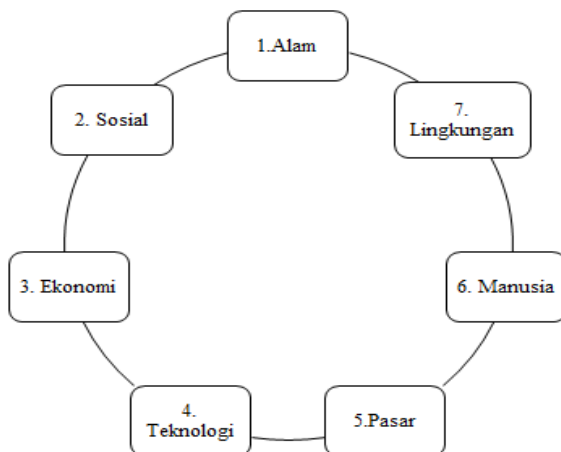 1.Alam
2. Sosial
3. Ekonomi
4.
Teknologi
5.Pasar
6. Manusia
7.
Lingkungan